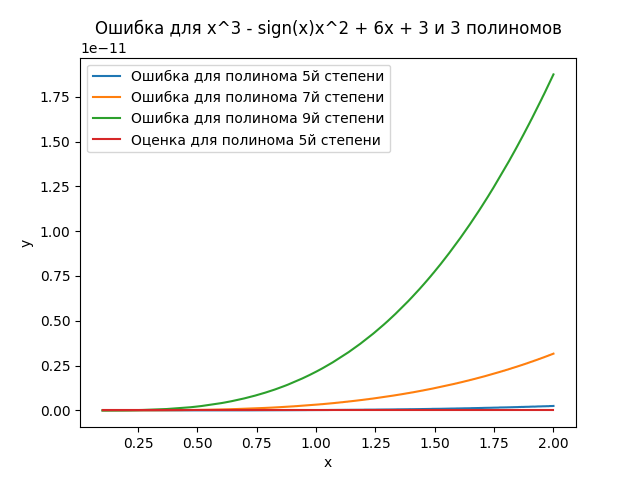 Ошибка для x^3 - sign(x)x^2 + 6x + 3 и 3 полиномов
1e−11
Ошибка для полинома 5й степени
Ошибка для полинома 7й степени
Ошибка для полинома 9й степени
Оценка для полинома 5й степени
1.75
1.50
1.25
1.00
0.75
0.50
0.25
0.00
y
0.25 0.50 0.75 1.00 1.25 1.50 1.75 2.00
x